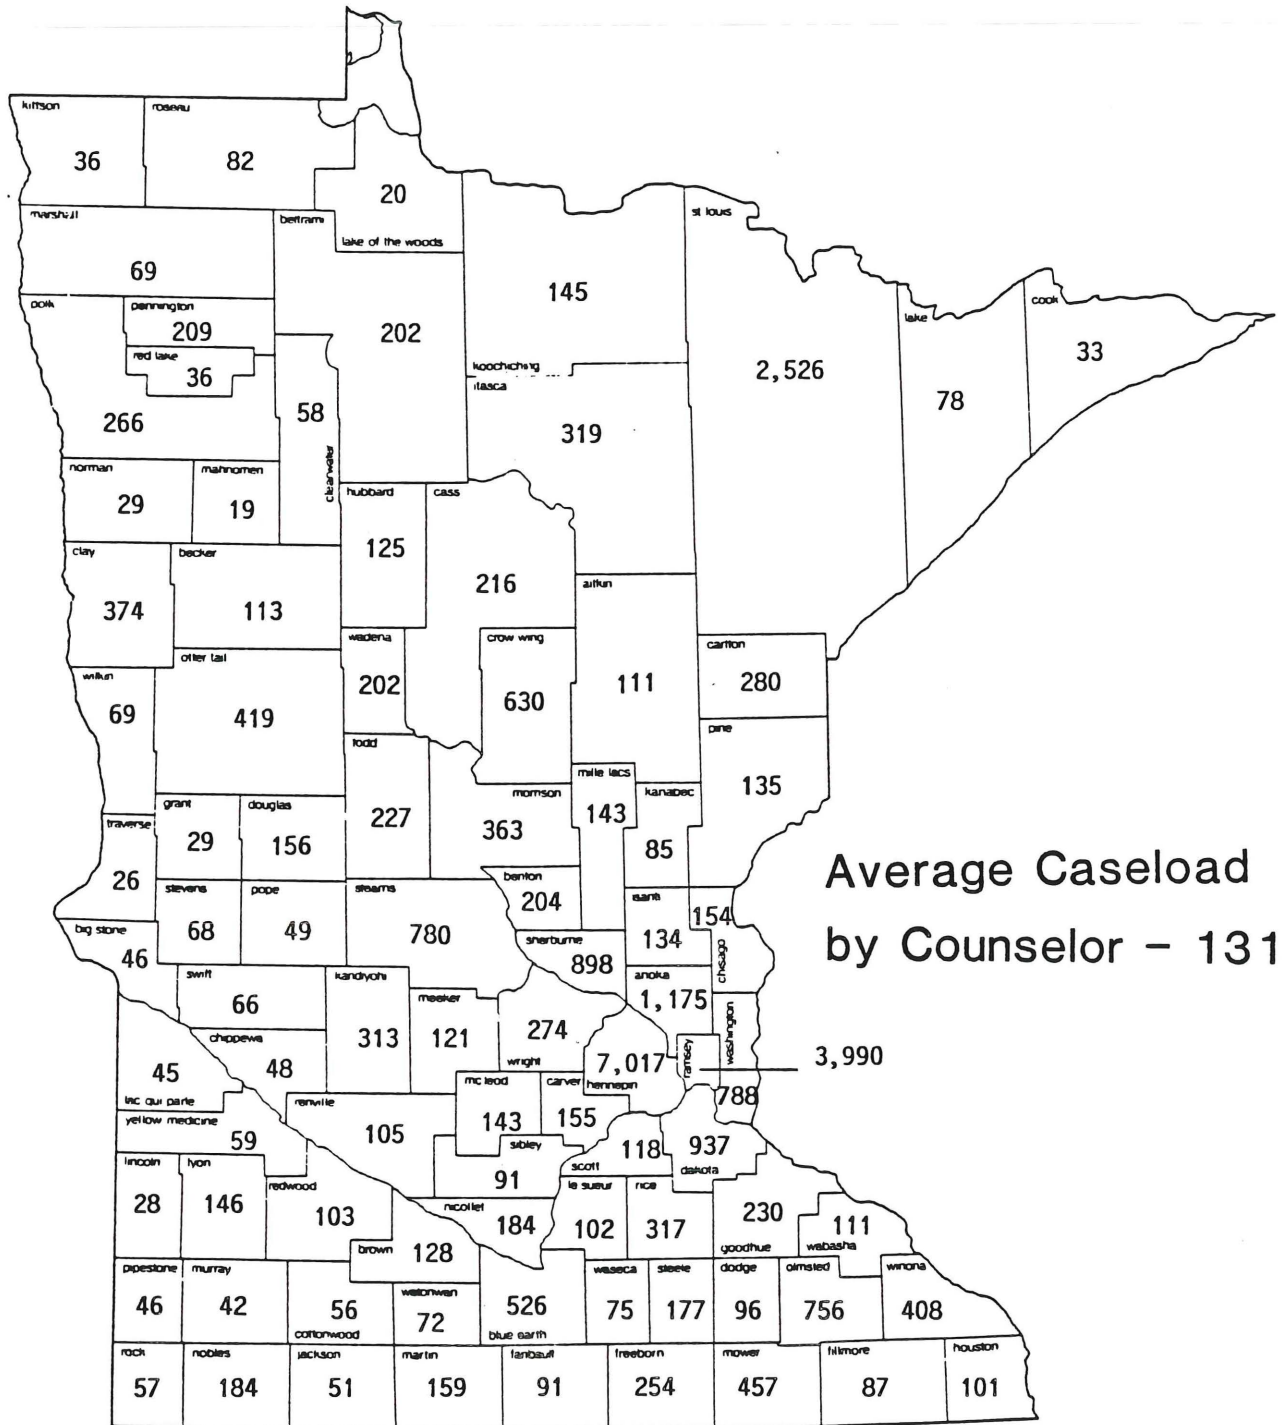 kittson
roseau
36
82
20
lake of the woods
marshall
beltrami
st louis
69
145
polk
pennington
209
202
lake
cook
red lake
36
koochiching
itasca
2,526
33
78
266
58
clearwater
319
norman
mahnomen
29
19
hubbard
cass
125
clay
becker
216
aitkin
374
113
wadena
crow wing
carlton
otter tail
wilkin
202
111
280
69
419
630
pine
todd
mille lacs
135
morrison
kanabec
grant
douglas
227
143
traverse
363
29
156
85
Average Caseload
by Counselor - 131
26
benton
stevens
pope
stearns
204
isanti
154
chisago
big stone
68
49
780
134
sherburne
46
898
swift
kandiyohi
anoka
66
meeker
1,175
washington
chippewa
313
121
274
wright
7,017
hennepin
ramsey
3,990
45
48
mc leod
carver
788
lac qui parle
renville
yellow medicine
143
155
59
105
sibley
118
937
lincoln
lyon
91
scott
dakota
redwood
le sueur
rice
28
146
nicollet
103
184
102
317
230
111
brown
128
goodhue
wabasha
pipestone
murray
waseca
steele
dodge
olmsted
winona
46
42
56
watonwan
526
75
177
96
756
408
72
cottonwood
blue earth
rock
nobles
jackson
martin
faribault
freeborn
mower
fillmore
houston
57
184
51
159
91
254
457
87
101